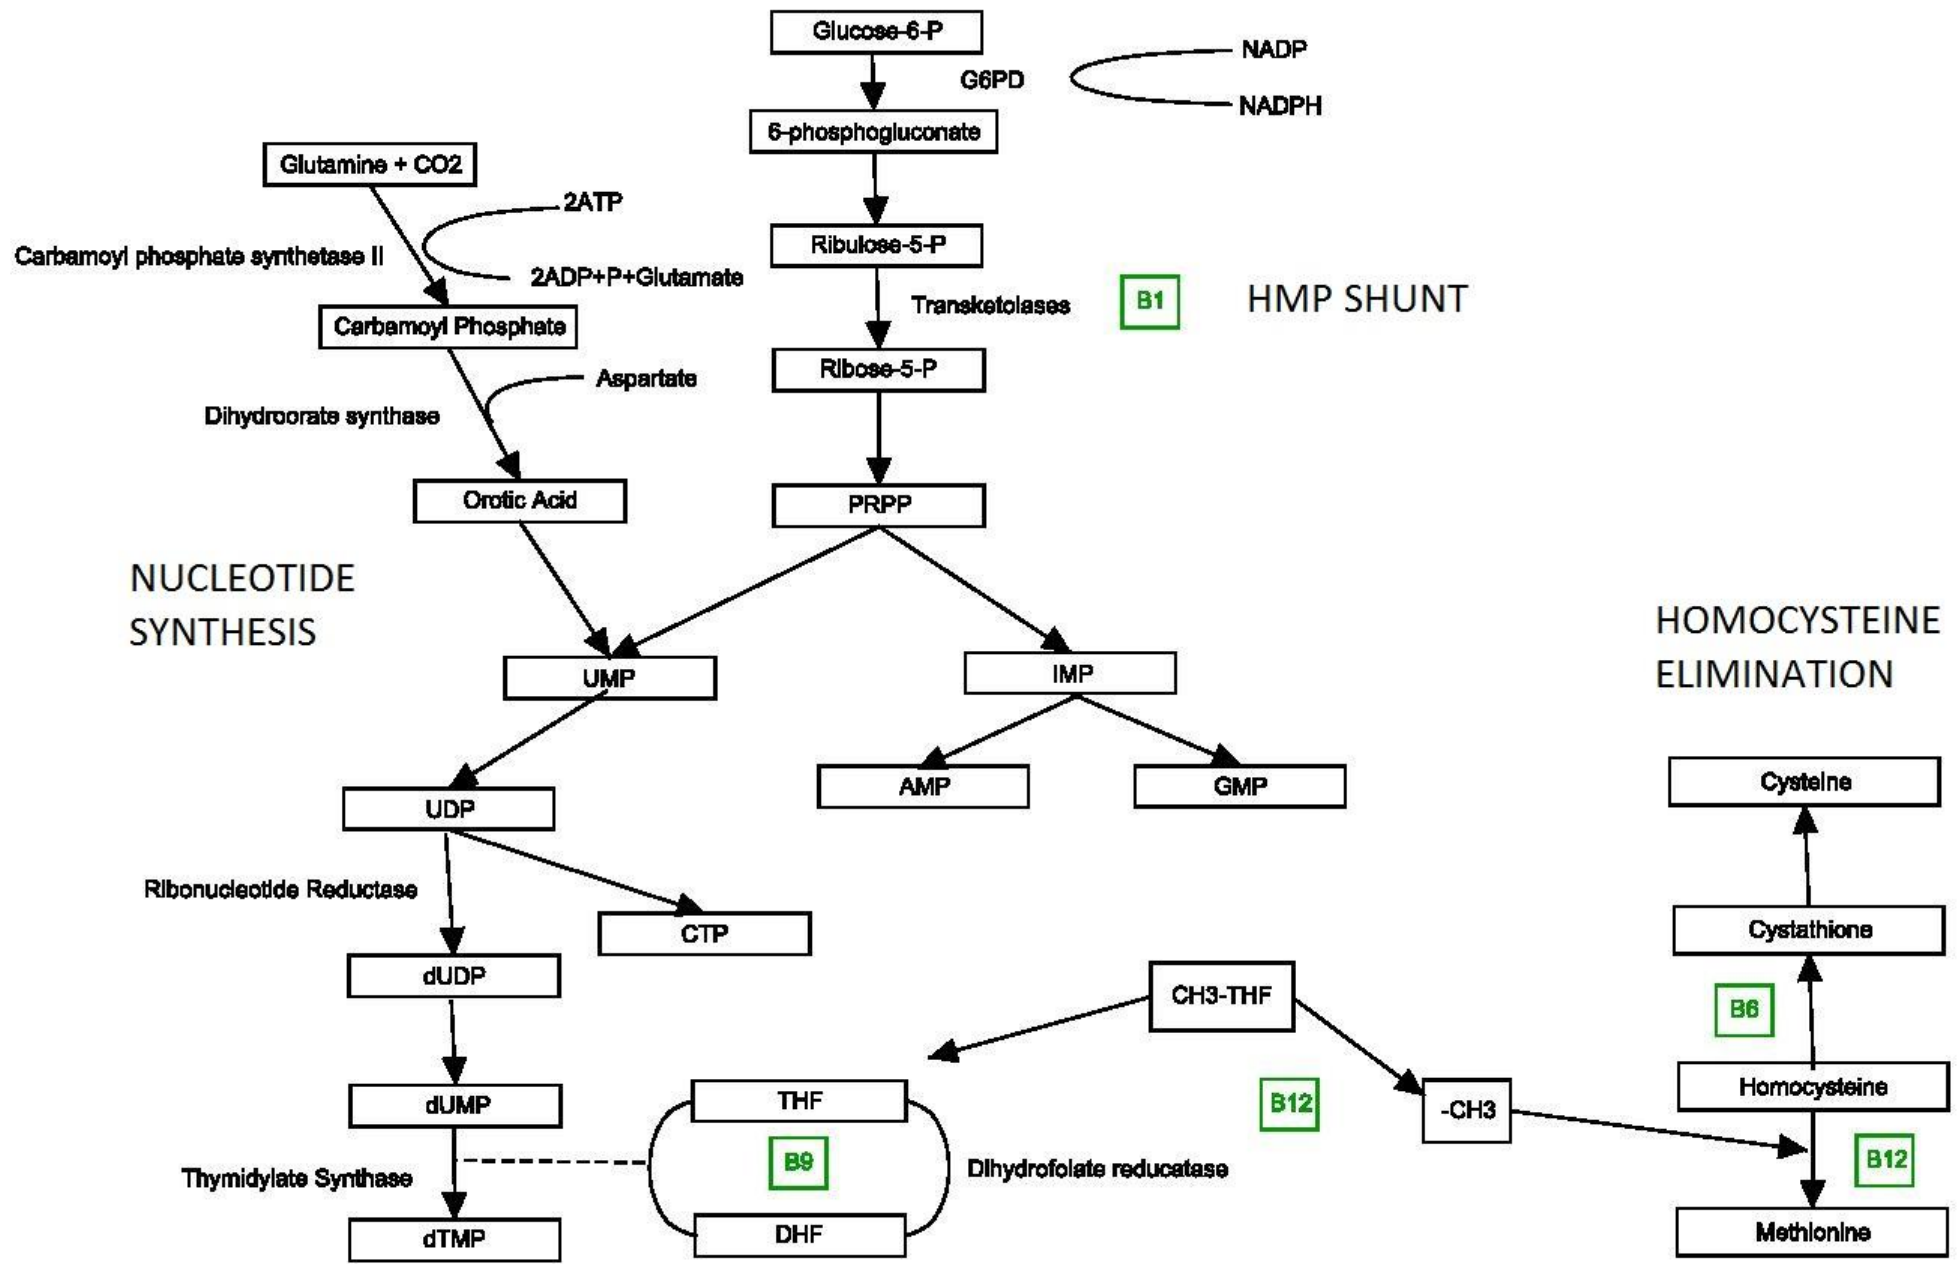 Glucose-6-P
NADP
G6PD
NADPH
6-phosphogluconate
Glutamine + CO2
2ATP
Carbamoyl phosphate synthetase II
2ADP+P+Glutamate
Ribulose-5-P
Transketolases
B1
HMP SHUNT
Carbamoyl Phosphate
Ribose-5-P
Aspartate
Dihydroorate synthase
Orotic Acid
PRPP
NUCLEOTIDE
SYNTHESIS
HOMOCYSTEINE
ELIMINATION
UMP
IMP
AMP
GMP
Cysteine
UDP
Ribonucleotide Reductase
CTP
Cystathione
dUDP
CH3-THF
B6
dUMP
THF
B12
-CH3
Homocysteine
B9
Thymidylate Synthase
Dihydrofolate reducatase
B12
dTMP
DHF
Methionine